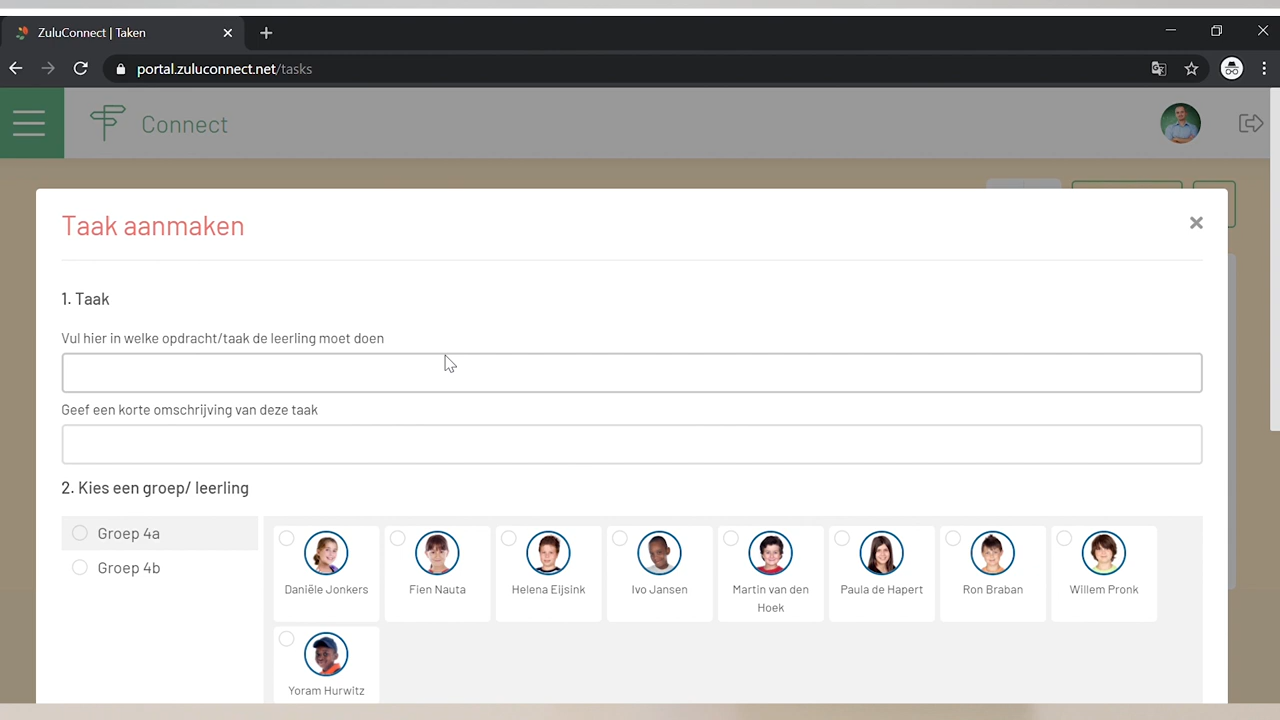 ZuluConnect | Taken
portal.zuluconnect.net/tasks
Connect
Taak aanmaken
1. Taak
Vul hier in welke opdracht/taak de leerling moet doen
Geef een korte omschrijving van deze taak
2. Kies een groep/ leerling
Groep 4a
Groep 4b
Daniële Jonkers
Fien Nauta
Helena Eijsink
Ivo Jansen
Martin van den
Hoek
Paula de Hapert
Ron Braban
Willem Pronk
Yoram Hurwitz